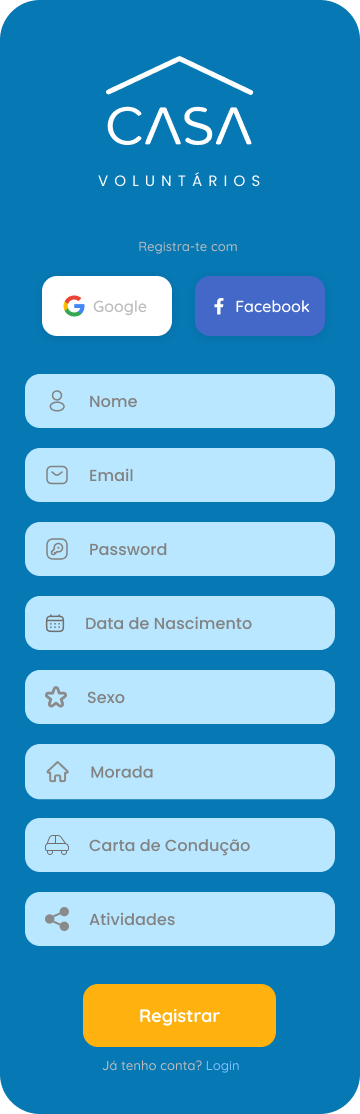 CASA
VOLUNTÁRIOS
Registra-te com
Google
Facebook
Nome
Email
Password
Data de Nascimento
Sexo
Morada
Carta de Condução
Atividades
Registrar
Já tenho conta? Login